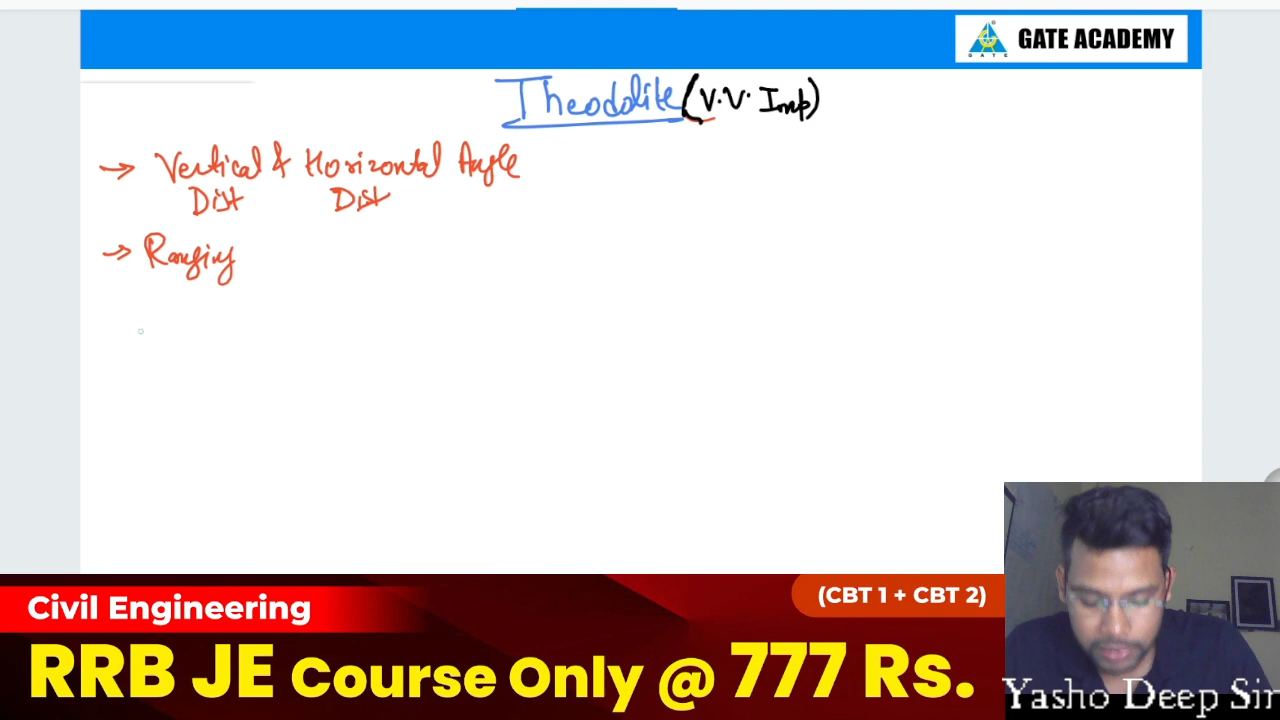 GATE ACADEMY
GATE
Theodolite (V.V. Imp)
→ Vertical & Horizontal Angle
Dist Dist
→ Ranging
Civil Engineering
(CBT 1 + CBT 2)
RRB JE Course Only @ 777 Rs.
Yasho Deep Sir